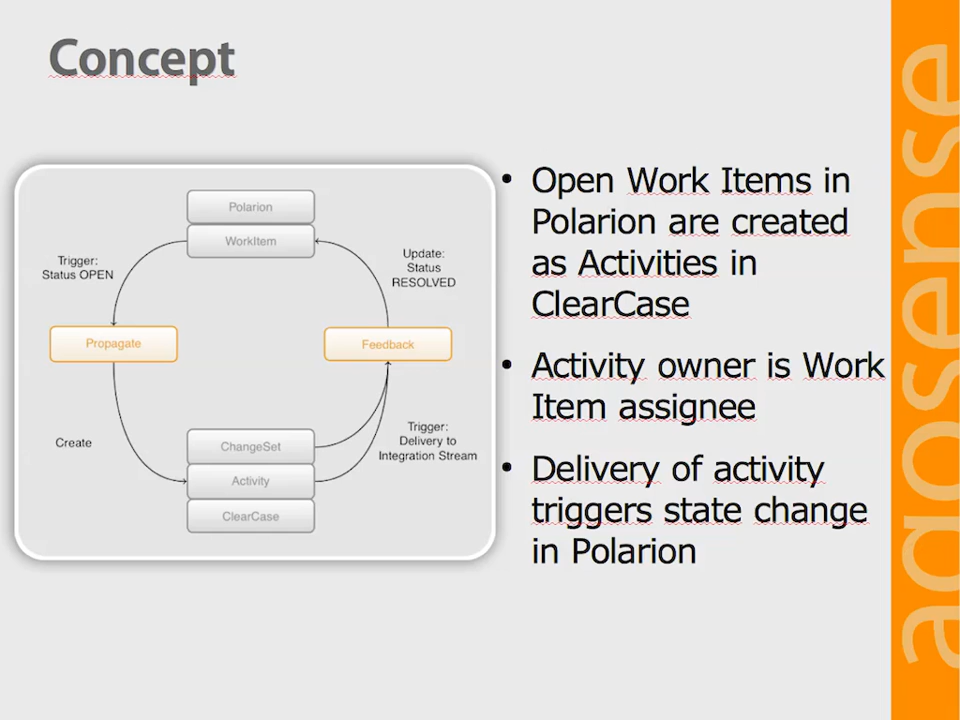 Concept
Polarion
WorkItem
Trigger:
Status OPEN
Update:
Status
RESOLVED
Propagate
Feedback
Create
Trigger:
Delivery to
Integration Stream
ChangeSet
Activity
ClearCase
• Open Work Items in
Polarion are created
as Activities in
ClearCase
• Activity owner is Work
Item assignee
• Delivery of activity
triggers state change
in Polarion
adosense